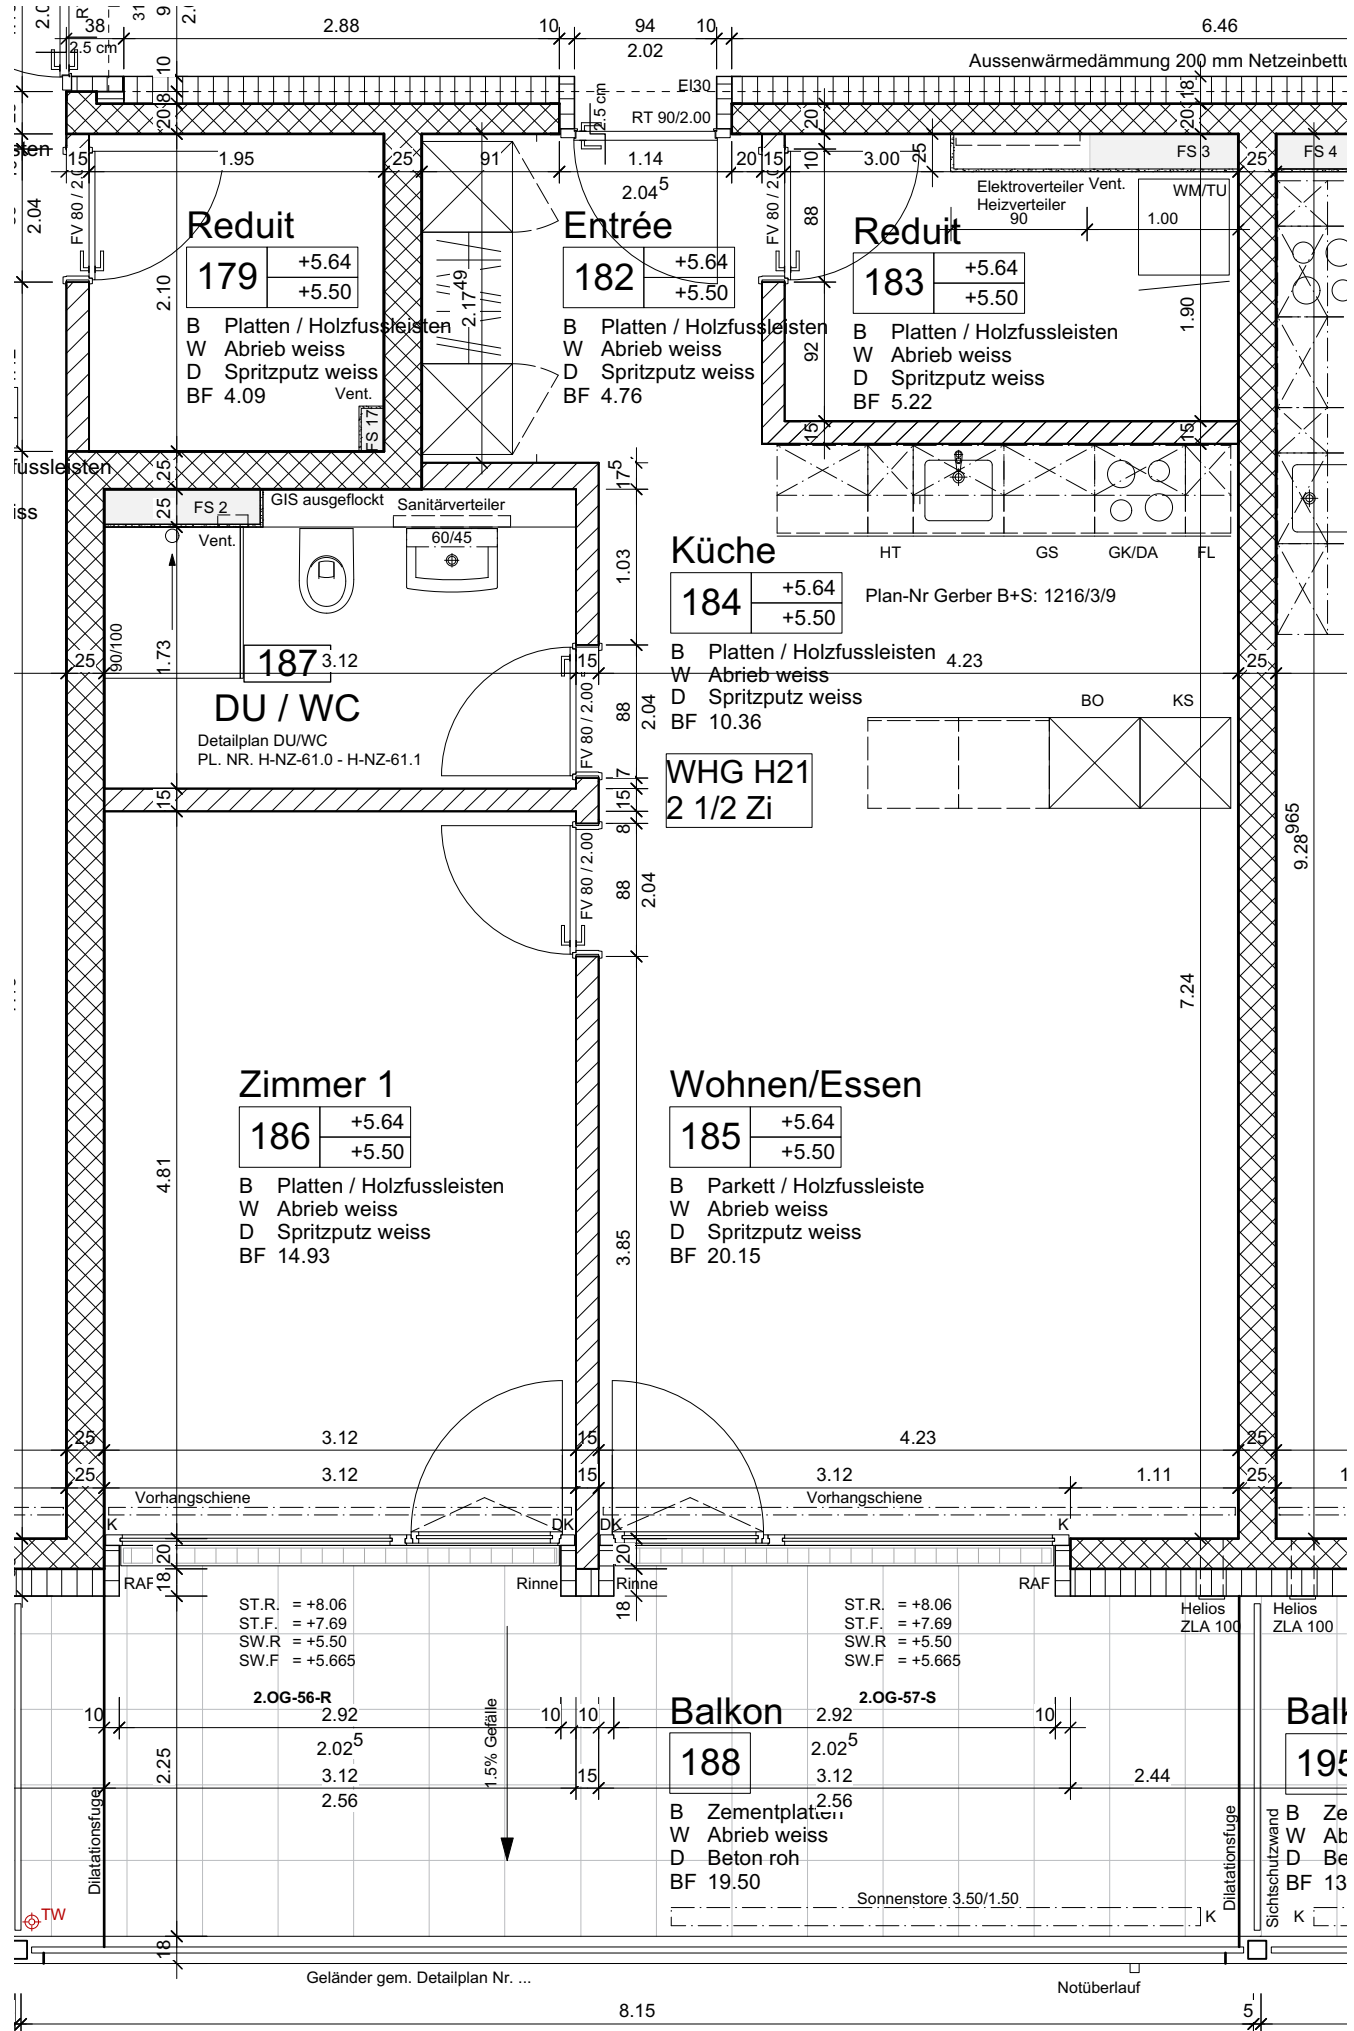 38
2.88
10
94
10
6.46
2.5 cm
2.02
Aussenwärmedämmung 200 mm
10
EI30
2.5 cm
18
20
8
RT 90/2.00
20
20
15
1.95
25
91
1.14
20
15
10
3.00
25
FS 3
25
FS 4
2.04⁵
Elektroverteiler
Vent.
Heizverteiler
WM/TU
90
1.00
2.04
88
Reduit
179
+5.64
+5.50
B Platten / Holzfussleisten
W Abrieb weiss
D Spritzputz weiss
BF 4.09
2.10
Vent.
FS 17
2.17
49
Entrée
182
+5.64
+5.50
B Platten / Holzfussleisten
W Abrieb weiss
D Spritzputz weiss
BF 4.76
Reduit
183
+5.64
+5.50
B Platten / Holzfussleisten
W Abrieb weiss
D Spritzputz weiss
BF 5.22
92
1.90
15
15
25
17⁵
25
FS 2
GIS ausgeflockt
Sanitärverteiler
Vent.
60/45
1.03
HT
GS
GK/DA
FL
Küche
184
+5.64
+5.50
Plan-Nr Gerber B+S: 1216/3/9
B Platten / Holzfussleisten
W Abrieb weiss
D Spritzputz weiss
BF 10.36
25
90/100
1.73
187
3.12
15
4.23
25
DU / WC
Detailplan DU/WC
PL. NR. H-NZ-61.0 - H-NZ-61.1
FV 80 / 2.00
88
2.04
BO
KS
WHG H21
2 1/2 Zi
7
15
15
8
FV 80 / 2.00
88
2.04
9.28
965
7.24
Zimmer 1
186
+5.64
+5.50
B Platten / Holzfussleisten
W Abrieb weiss
D Spritzputz weiss
BF 14.93
4.81
Wohnen/Essen
185
+5.64
+5.50
B Parkett / Holzfussleiste
W Abrieb weiss
D Spritzputz weiss
BF 20.15
3.85
25
3.12
15
4.23
25
25
3.12
15
3.12
1.11
25
Vorhangschiene
Vorhangschiene
K
DK
DK
K
20
20
18
RAF
Rinne
Rinne
RAF
18
ST.R. = +8.06
ST.F. = +7.69
SW.R = +5.50
SW.F = +5.665
ST.R. = +8.06
ST.F. = +7.69
SW.R = +5.50
SW.F = +5.665
Helios
ZLA 100
Helios
ZLA 100
2.OG-56-R
2.OG-57-S
10
2.92
10
10
2.92
10
2.02⁵
2.02⁵
3.12
15
3.12
2.44
2.56
2.56
2.25
1.5% Gefälle
Balkon
188
B Zementplatten
W Abrieb weiss
D Beton roh
BF 19.50
Dilatationsfuge
Dilatationsfuge
Sichtschutzwand
195
Sonnenstore 3.50/1.50
K
K
TW
18
Geländer gem. Detailplan Nr. ...
Notüberlauf
8.15
5